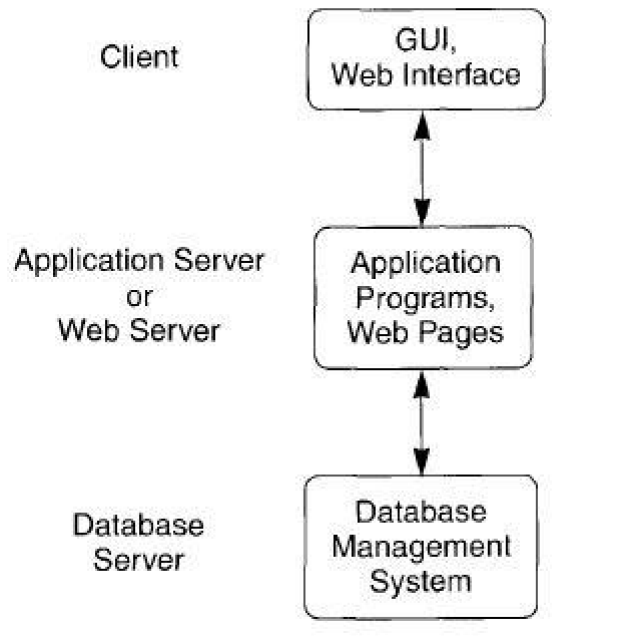 Client
GUI,
Web Interface
Application Server
or
Web Server
Application
Programs,
Web Pages
Database
Server
Database
Management
System